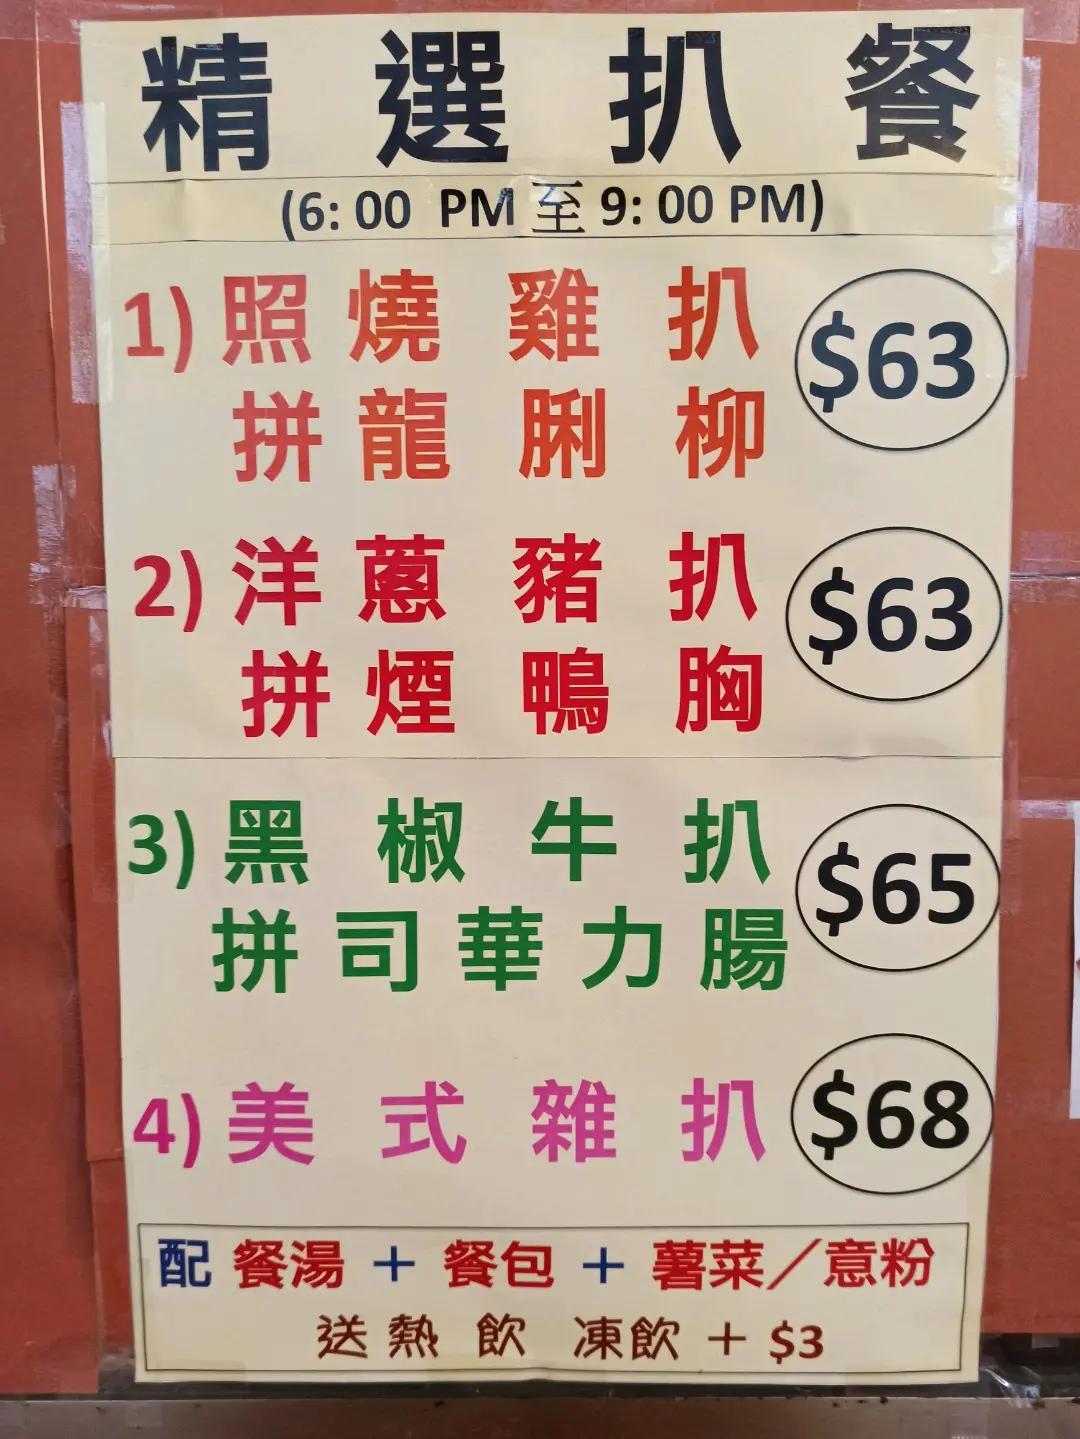 精選扒餐
(6:00 PM 至 9:00 PM)
1) 照燒雞扒 $63
拼龍脷柳
2) 洋蔥豬扒 $63
拼煙鴨胸
3) 黑椒牛扒 $65
拼司華力腸
4) 美式雜扒 $68
配 餐湯 + 餐包 + 薯菜／意粉
送熱飲 凍飲 + $3